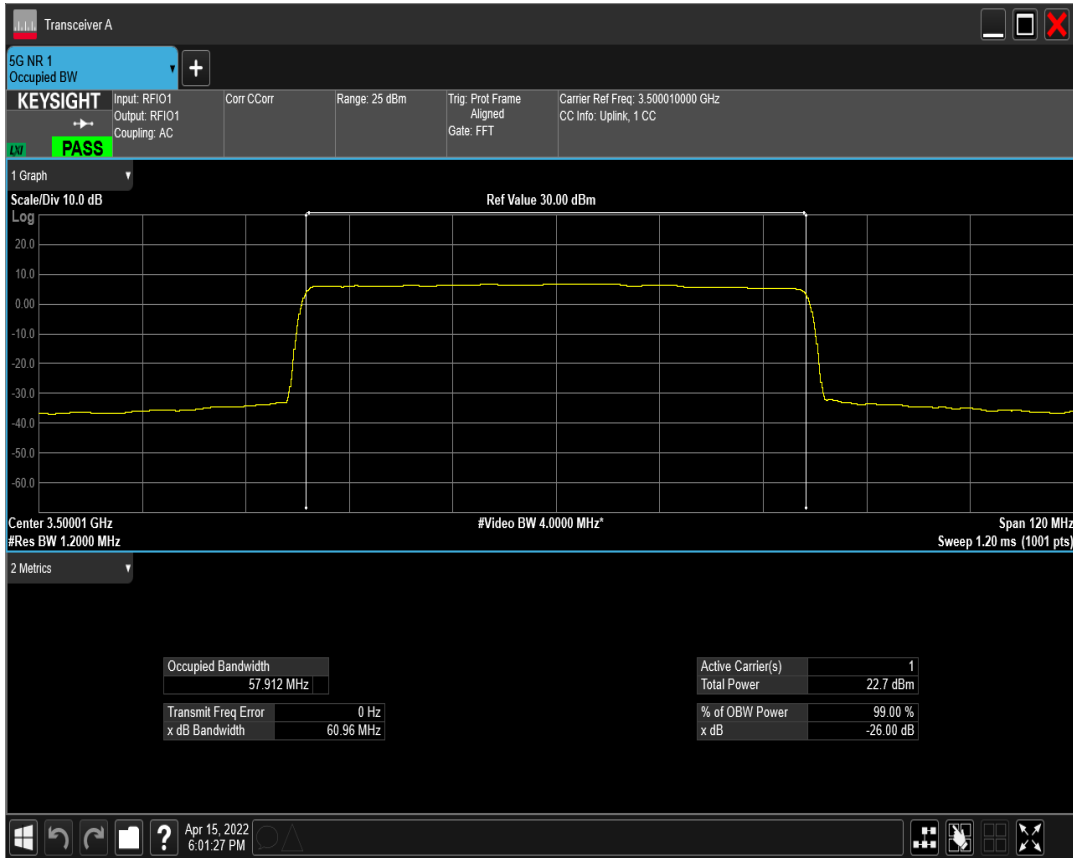 Transceiver A
5G NR 1
Occupied BW
+
KEYSIGHT
LXI
PASS
Input: RFIO1
Output: RFIO1
Coupling: AC
Corr CCorr
Range: 25 dBm
Trig: Prot Frame
Aligned
Gate: FFT
Carrier Ref Freq: 3.500010000 GHz
CC Info: Uplink, 1 CC
1 Graph
Scale/Div 10.0 dB
Ref Value 30.00 dBm
Log
20.0
10.0
0.00
-10.0
-20.0
-30.0
-40.0
-50.0
-60.0
Center 3.50001 GHz
#Video BW 4.0000 MHz*
Span 120 MHz
#Res BW 1.2000 MHz
Sweep 1.20 ms (1001 pts)
2 Metrics
Occupied Bandwidth
57.912 MHz
Transmit Freq Error 0 Hz
x dB Bandwidth 60.96 MHz
Active Carrier(s) 1
Total Power 22.7 dBm
% of OBW Power 99.00 %
x dB -26.00 dB
?
Apr 15, 2022
6:01:27 PM